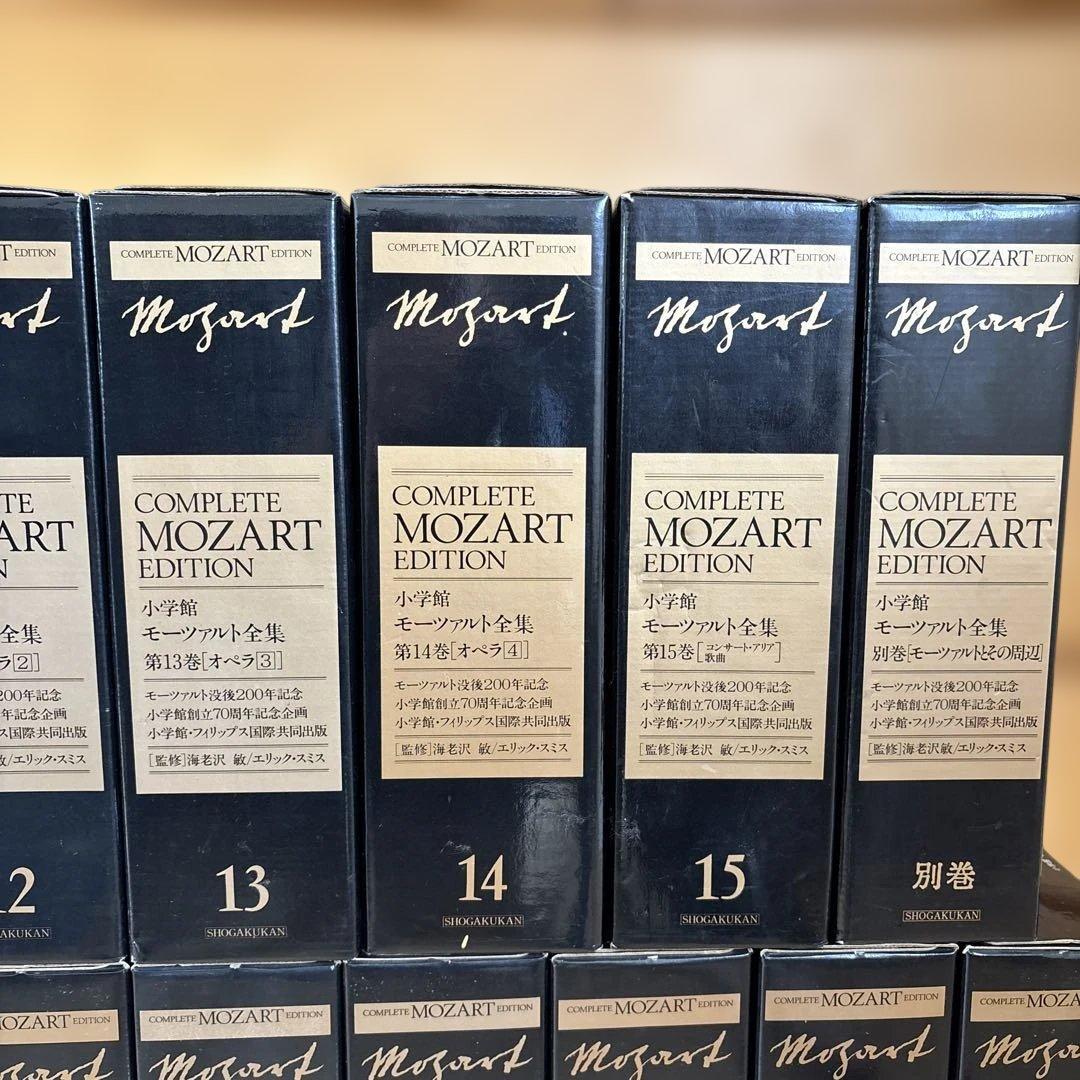 T EDITION
rt
TE
ART
N
全集
ラ2]
200年記念
年記念企画
国際共同出版
敏/エリック・スミス
12
AKUKAN
COMPLETE MOZART EDITION
Mozart
COMPLETE
MOZART
EDITION
小学館
モーツァルト全集
第13巻[オペラ3]
モーツァルト没後200年記念
小学館創立70周年記念企画
小学館・フィリップス国際共同出版
[監修]海老沢 敏/エリック・スミス
13
SHOGAKUKAN
COMPLETE MOZART EDITION
Mozart
COMPLETE
MOZART
EDITION
小学館
モーツァルト全集
第14巻[オペラ4]
モーツァルト没後200年記念
小学館創立70周年記念企画
小学館・フィリップス国際共同出版
[監修]海老沢 敏/エリック・スミス
14
SHOGAKUKAN
COMPLETE MOZART EDITION
Mozart
COMPLETE
MOZART
EDITION
小学館
モーツァルト全集
第15巻[コンサート・アリア
歌曲]
モーツァルト没後200年記念
小学館創立70周年記念企画
小学館・フィリップス国際共同出版
[監修]海老沢 敏/エリック・スミス
15
SHOGAKUKAN
COMPLETE MOZART EDITION
Mozart
COMPLETE
MOZART
EDITION
小学館
モーツァルト全集
別巻[モーツァルトとその周辺]
モーツァルト没後200年記念
小学館創立70周年記念企画
小学館・フィリップス国際共同出版
[監修]海老沢 敏/エリック・スミス
別巻
SHOGAKUKAN
MOZART EDITION
ozart
COMPLETE MOZART EDITION
Mozart
COMPLETE MOZART EDITION
Mozart
COMPLETE MOZART EDITION
Mozart
COMPLETE MOZART EDITION
Mozart
COMPLETE MOZA
Moza